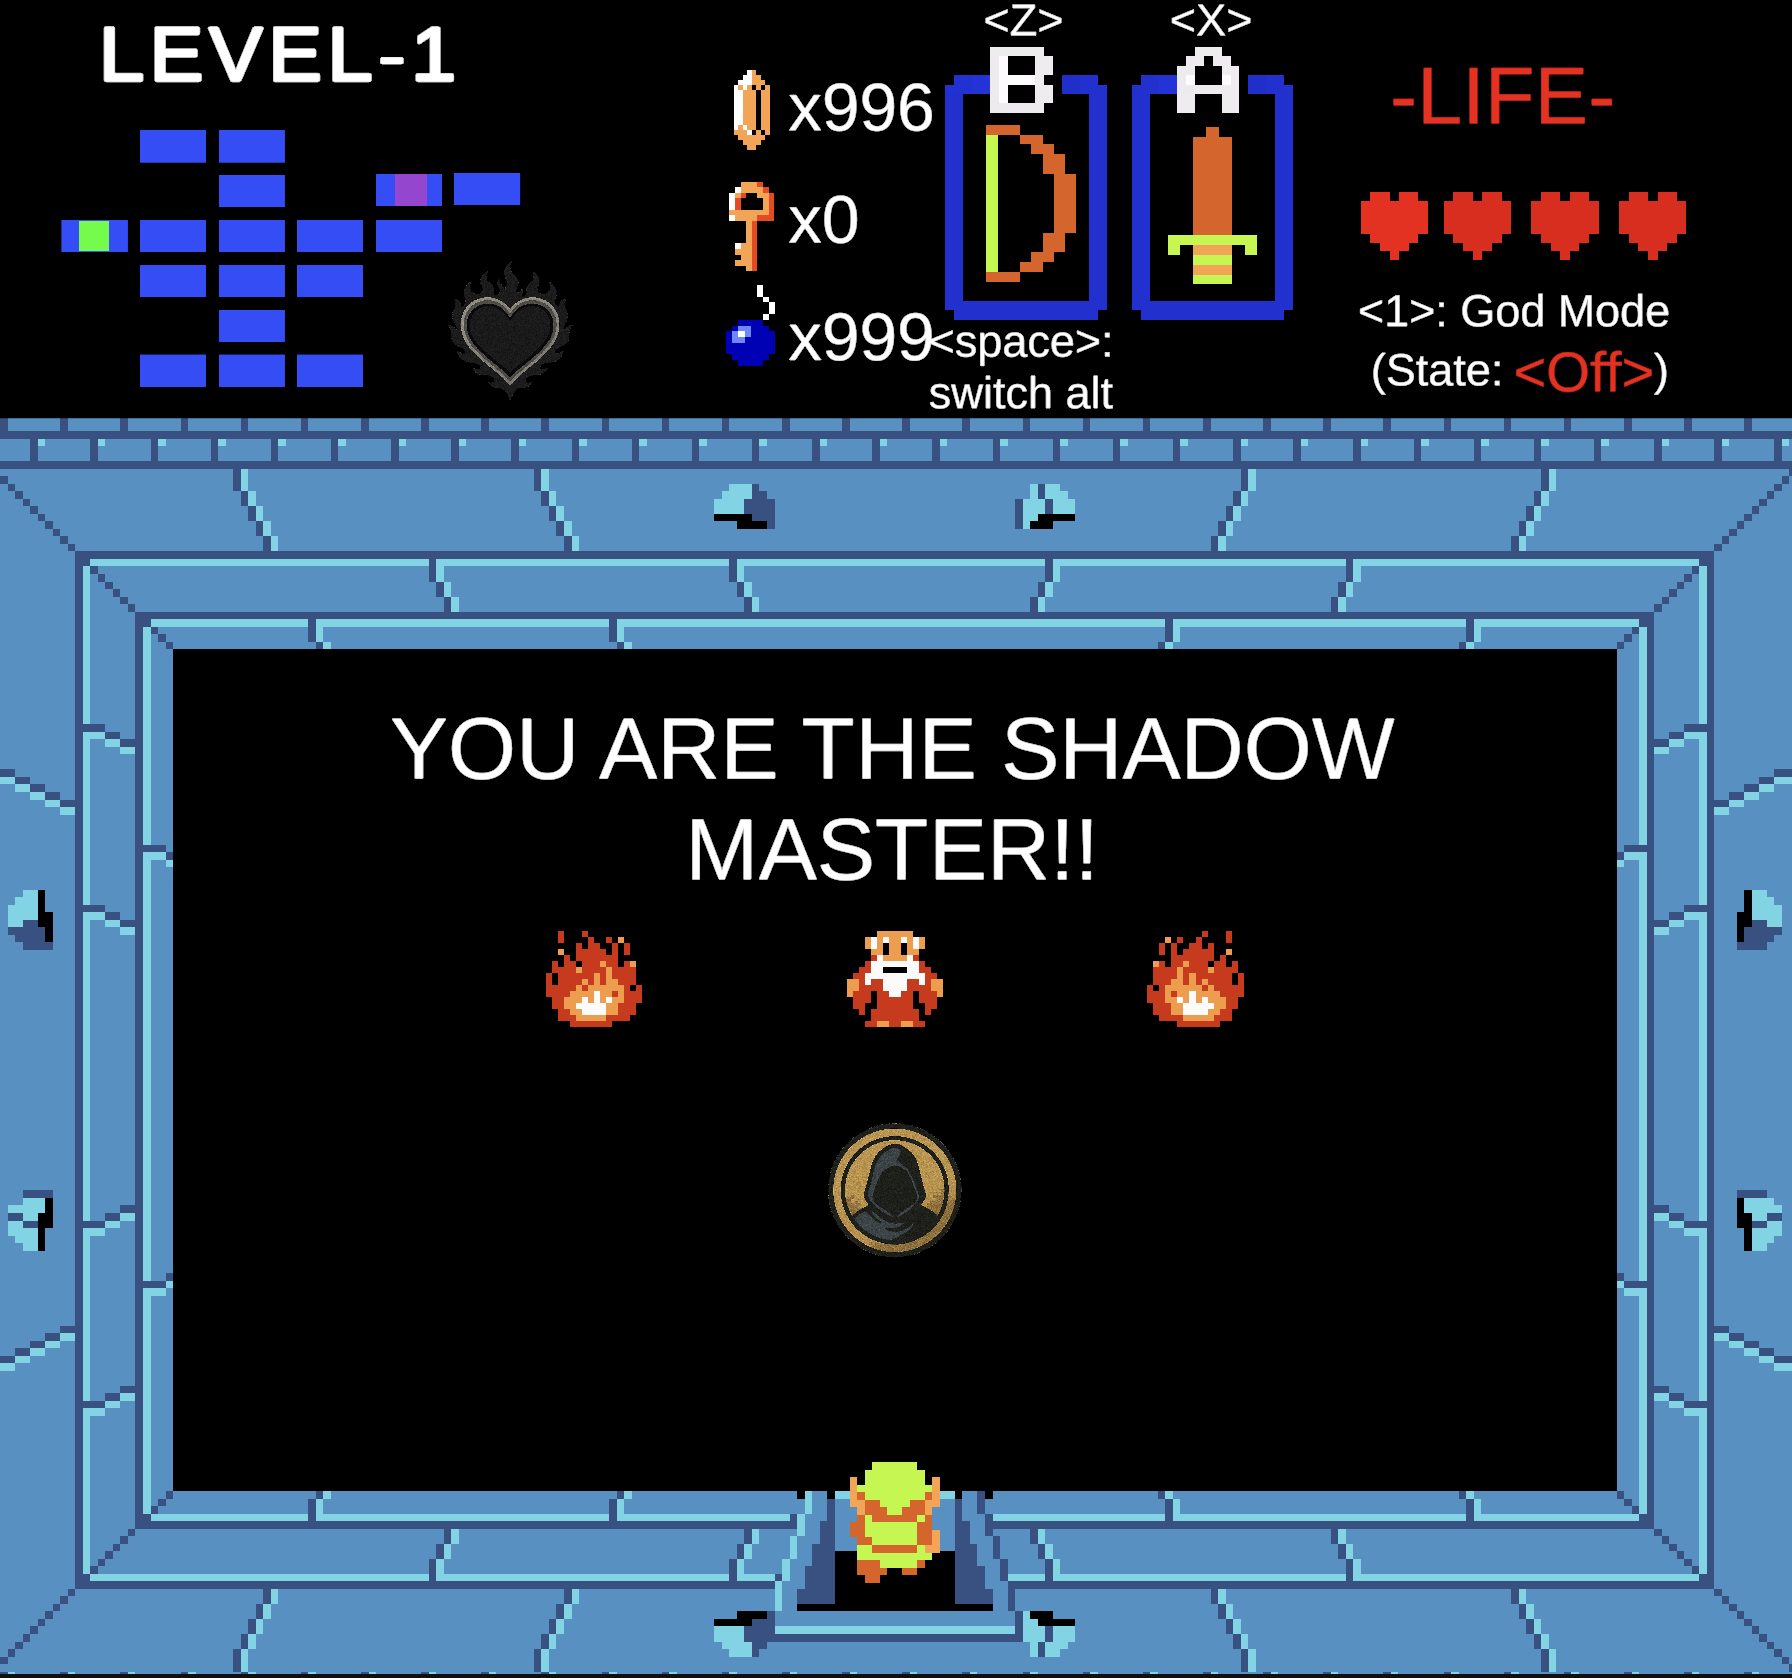 LEVEL-1
x996
x0
x999
<Z>
B
<X>
A
<space>:
switch alt
-LIFE-
<1>: God Mode
(State: <Off>)
YOU ARE THE SHADOW
MASTER!!